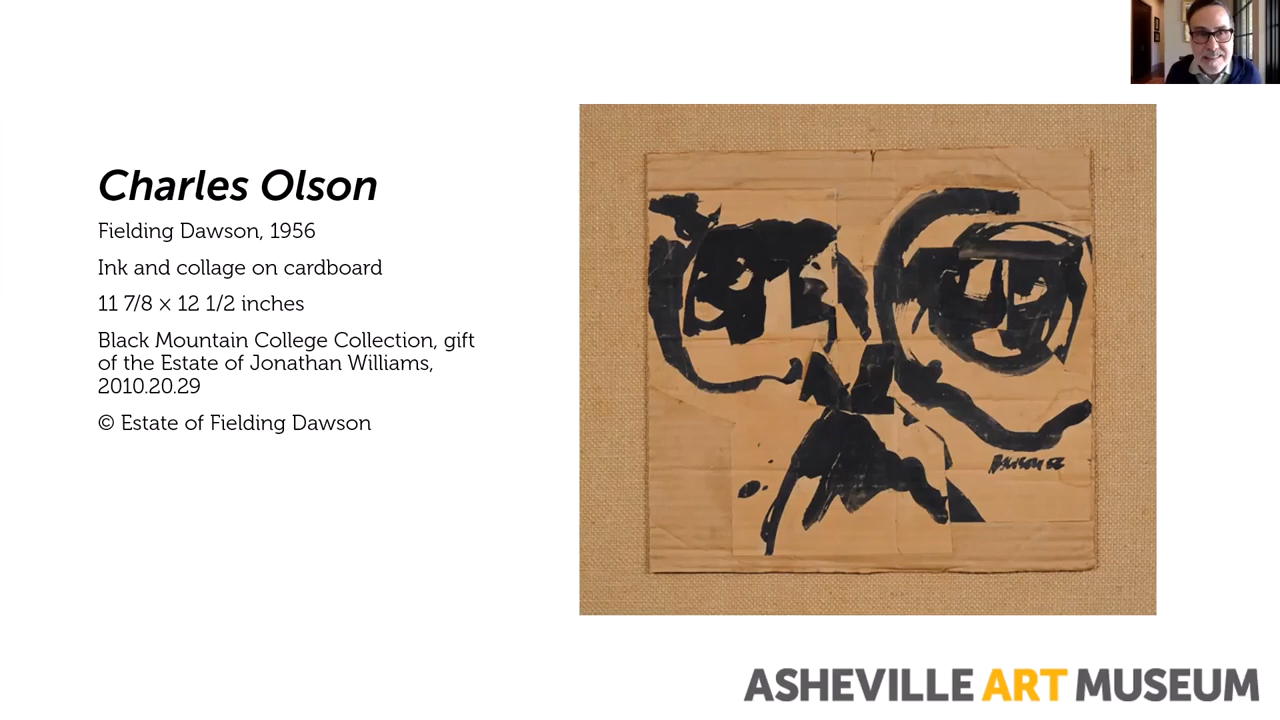 Charles Olson
Fielding Dawson, 1956
Ink and collage on cardboard
11 7/8 × 12 1/2 inches
Black Mountain College Collection, gift
of the Estate of Jonathan Williams,
2010.20.29
© Estate of Fielding Dawson
ASHEVILLE ART MUSEUM